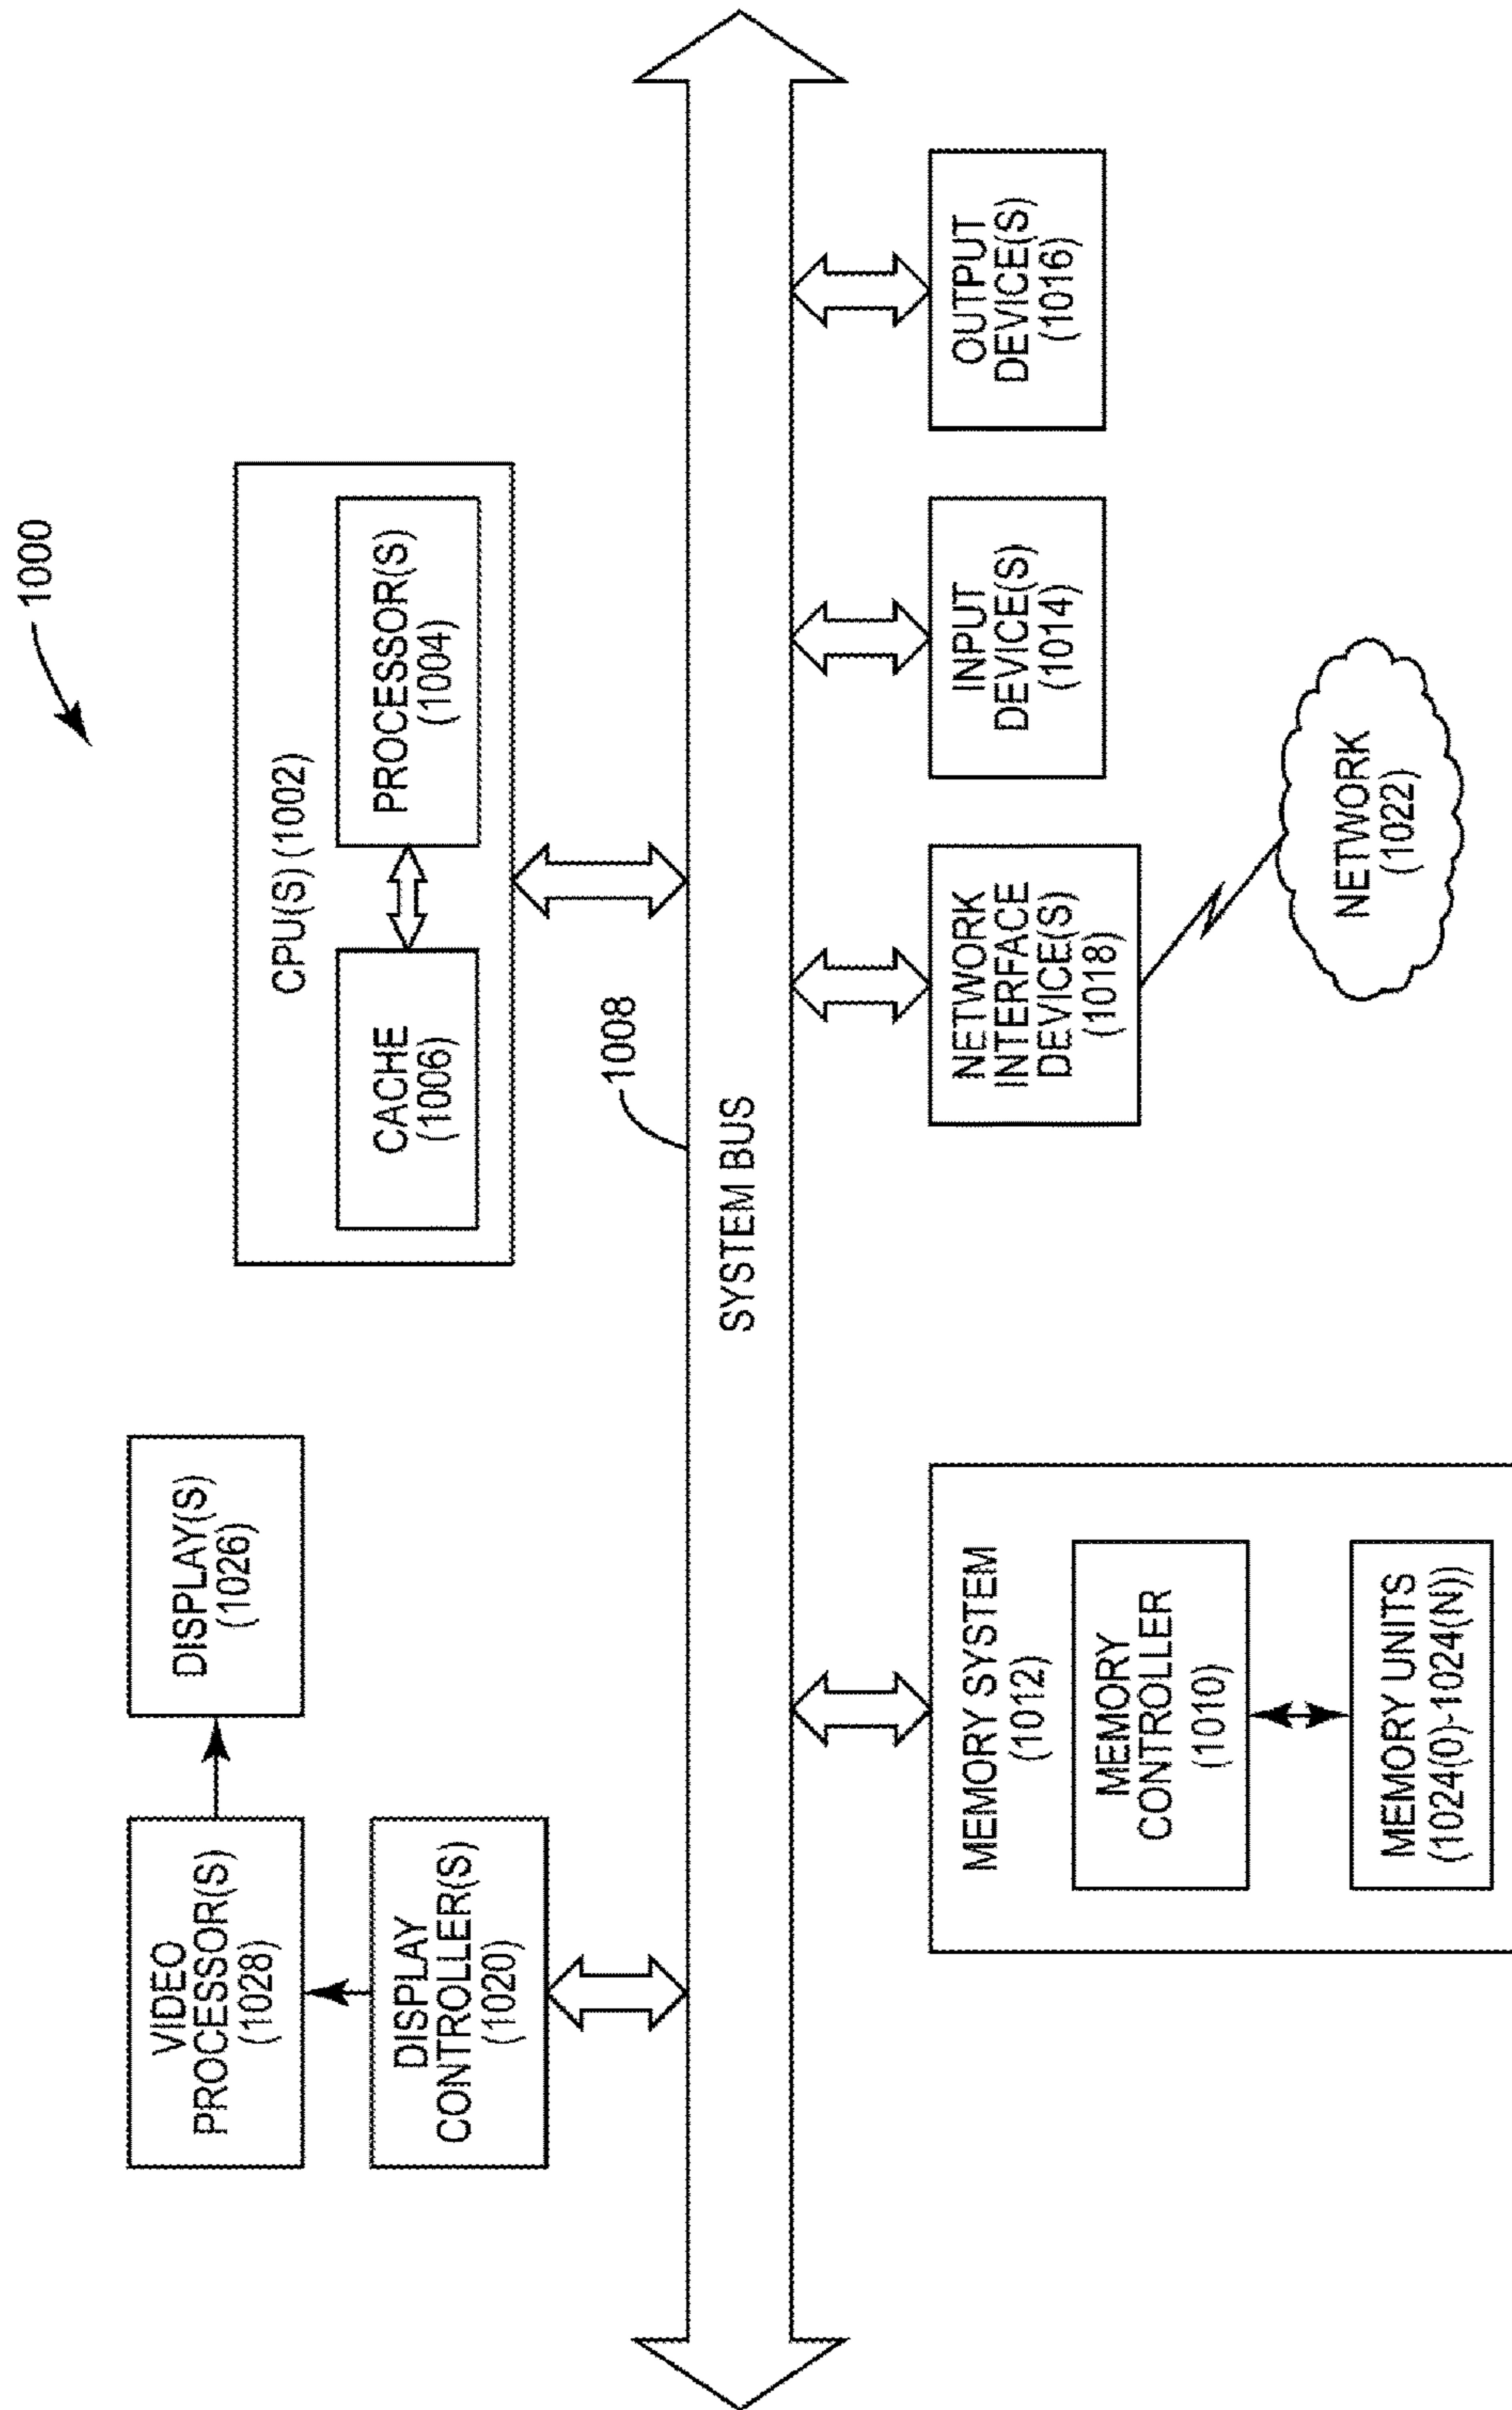 1000
CPU(S) (1002)
CACHE
(1006)
PROCESSOR(S)
(1004)
DISPLAY(S)
(1026)
VIDEO
PROCESSOR(S)
(1028)
DISPLAY
CONTROLLER(S)
(1020)
1008
SYSTEM BUS
MEMORY SYSTEM
(1012)
MEMORY
CONTROLLER
(1010)
MEMORY UNITS
(1024(0)-1024(N))
NETWORK
INTERFACE
DEVICE(S)
(1018)
INPUT
DEVICE(S)
(1014)
OUTPUT
DEVICE(S)
(1016)
NETWORK
(1022)